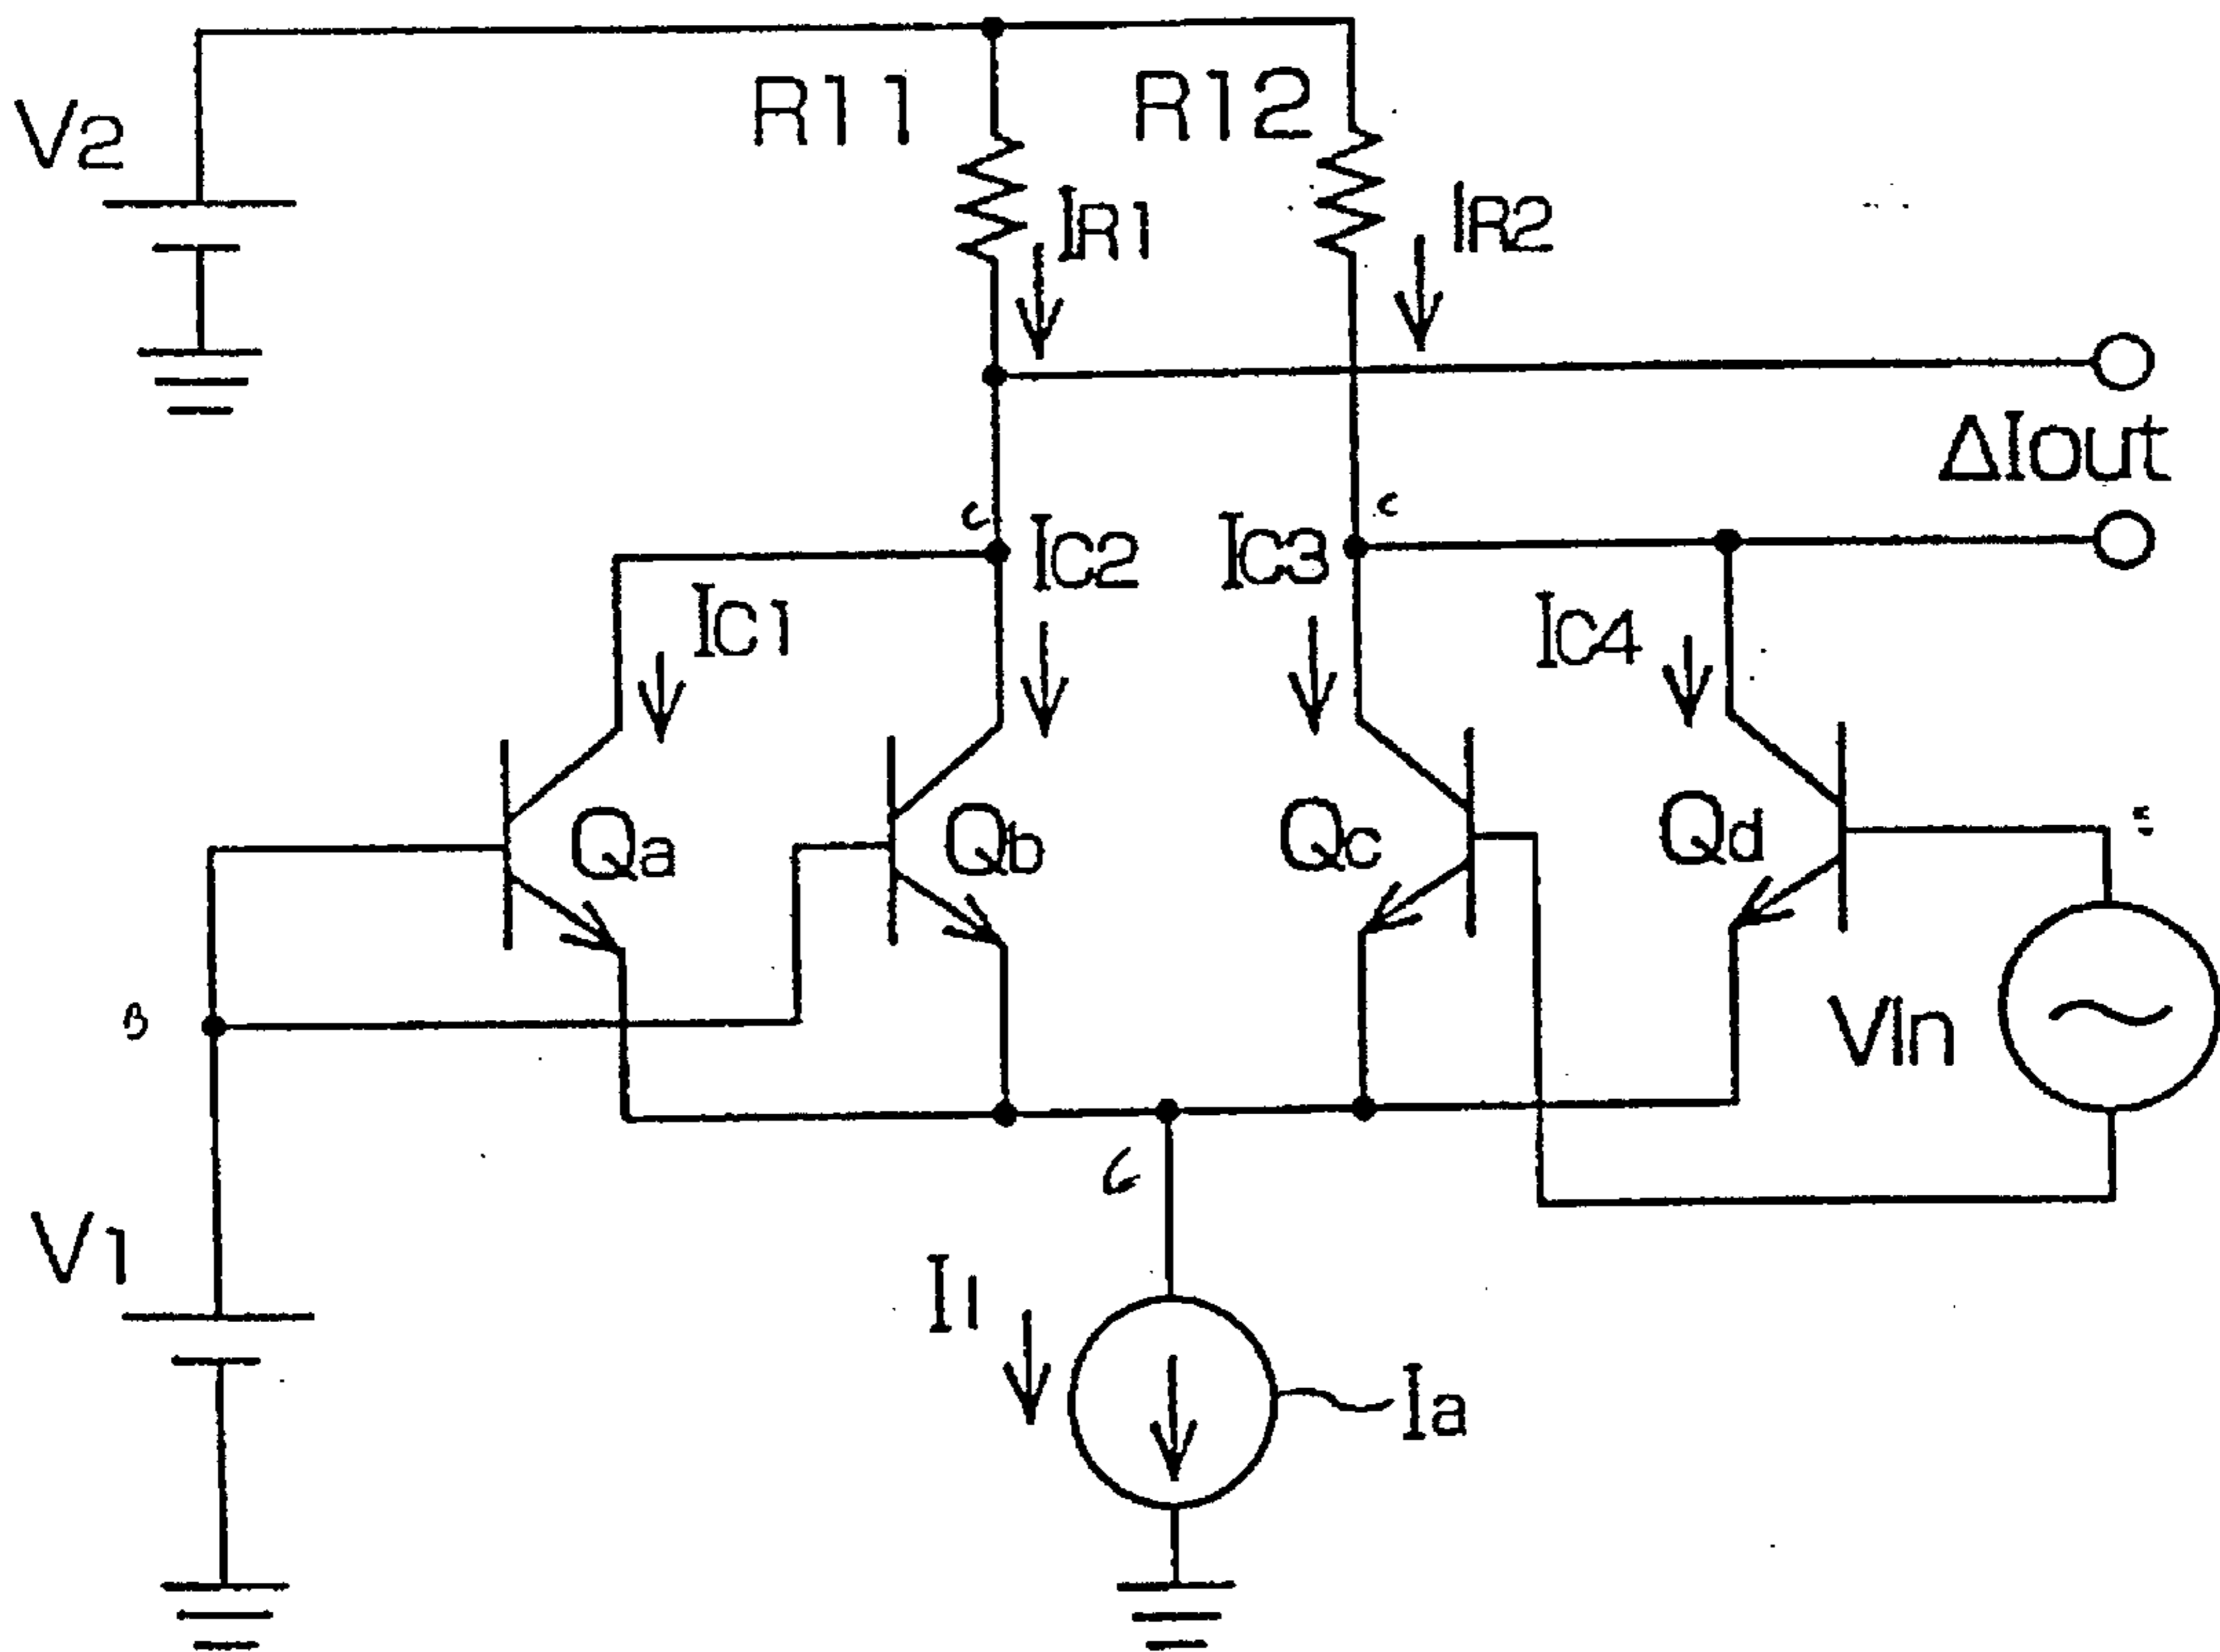 V2
R11
R12
IR1
IR2
ΔIout
IC1
IC2
IC3
IC4
Qa
Qb
Qc
Qd
VIn
V1
I1
Ia